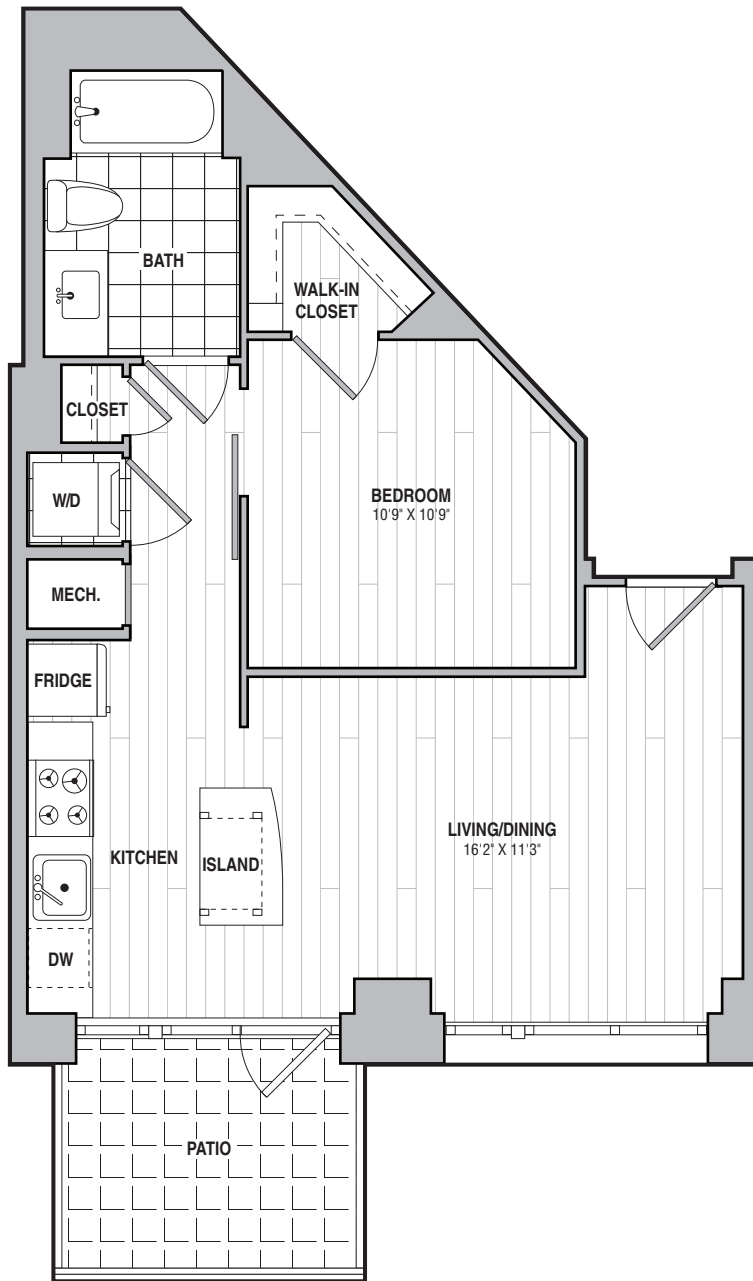 BATH
WALK-IN
CLOSET
CLOSET
W/D
BEDROOM
10'9" X 10'9"
MECH.
FRIDGE
LIVING/DINING
16'2" X 11'3"
KITCHEN
ISLAND
DW
PATIO